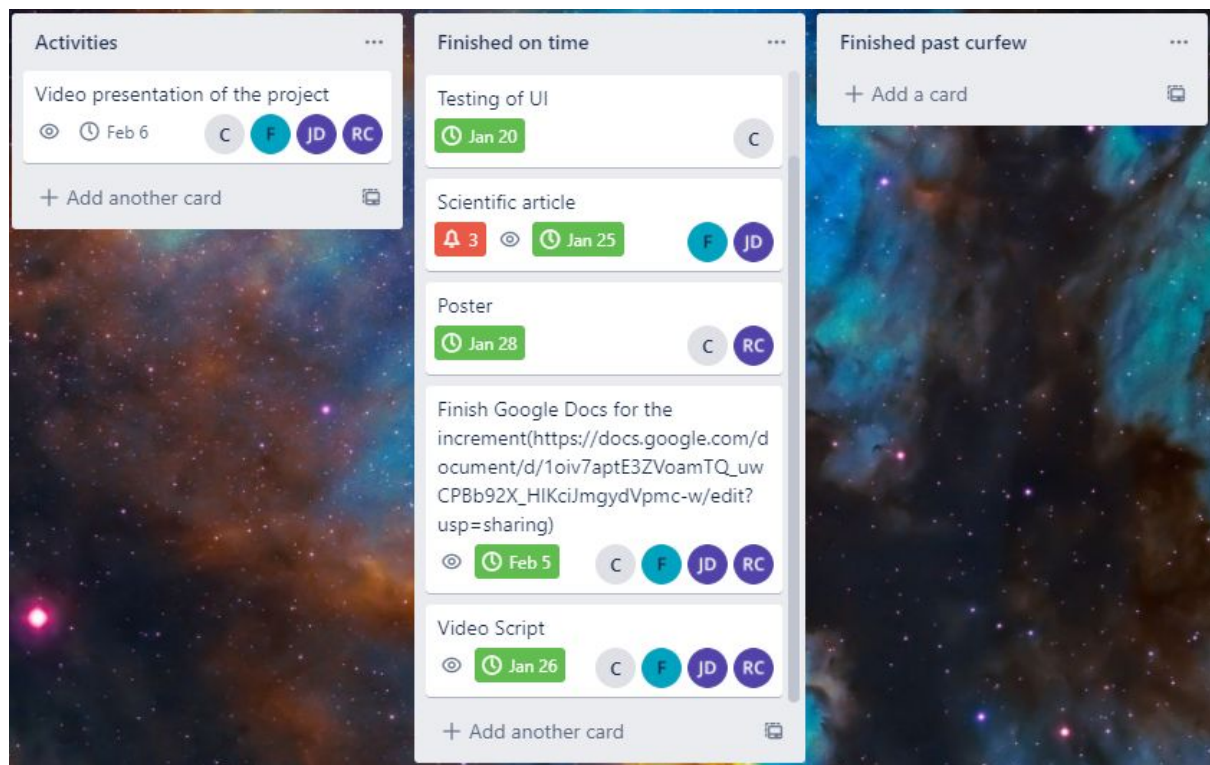 Activities
Video presentation of the project
Feb 6 C F JD RC
+ Add another card
Finished on time
Testing of UI
Jan 20 C
Scientific article
3 Jan 25 F JD
Poster
Jan 28 C RC
Finish Google Docs for the
increment(https://docs.google.com/d
ocument/d/1oiv7aptE3ZVoamTQ_uw
CPBb92X_HIKciJmgydVpmc-w/edit?
usp=sharing)
Feb 5 C F JD RC
Video Script
Jan 26 C F JD RC
+ Add another card
Finished past curfew
+ Add a card